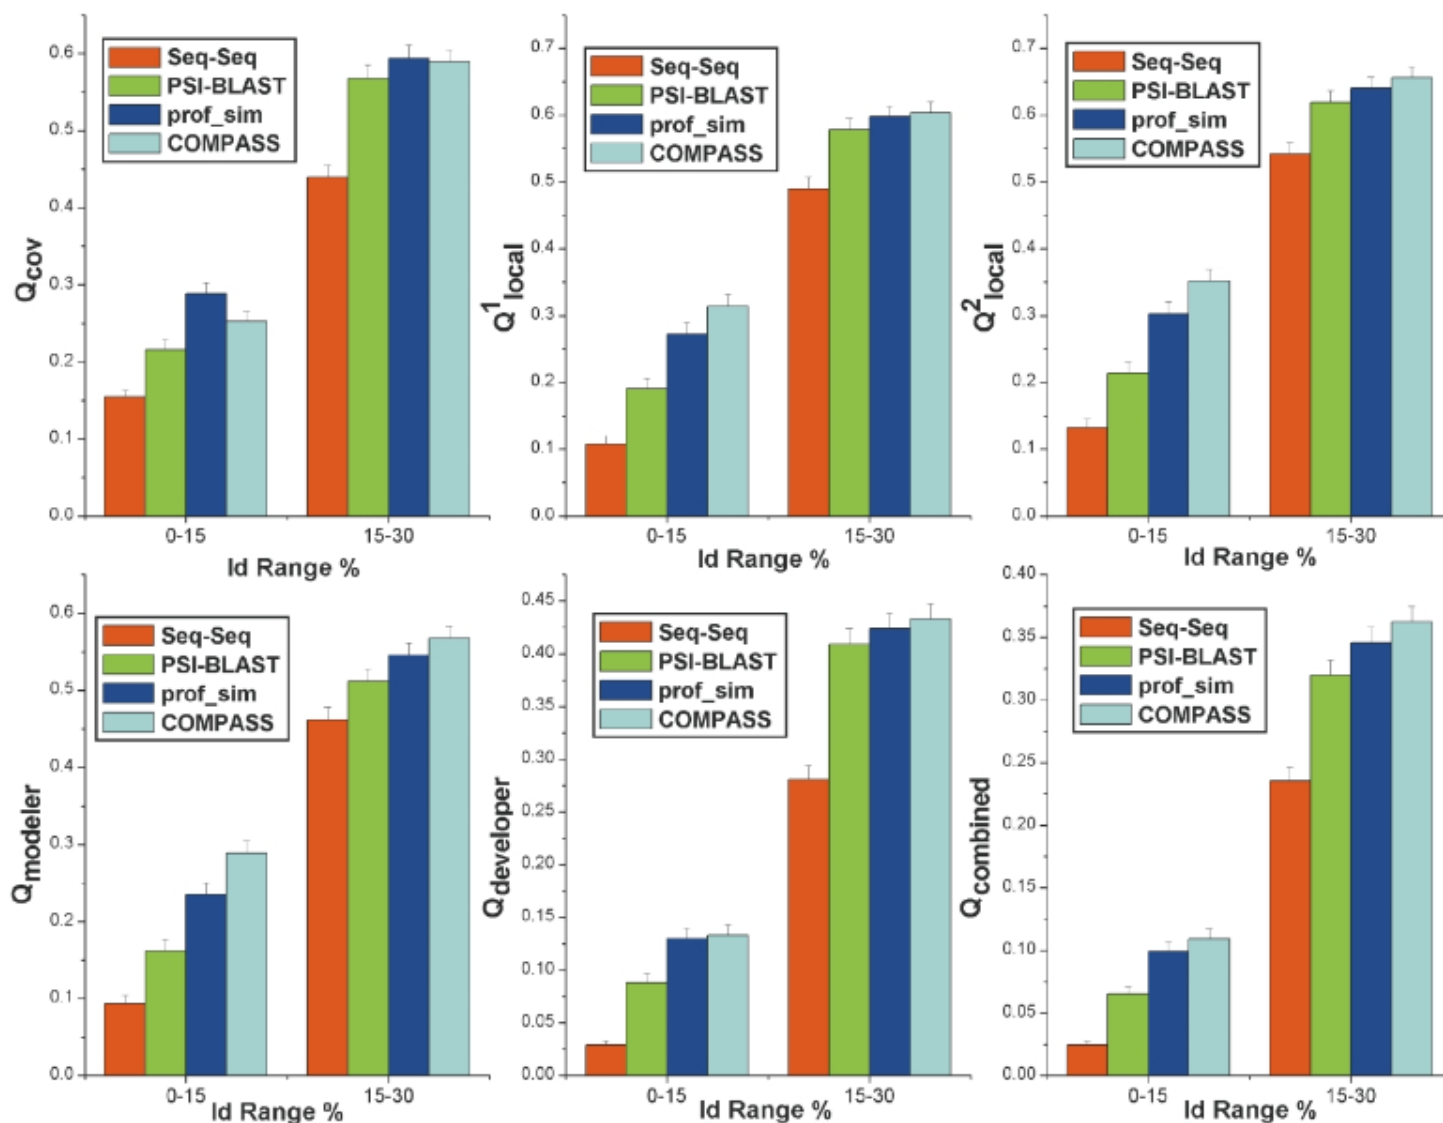 0.6
0.5
0.4
0.3
0.2
0.1
0.0
Qcov
Seq-Seq
PSI-BLAST
prof_sim
COMPASS
0-15
15-30
Id Range %
0.7
0.6
0.5
0.4
0.3
0.2
0.1
0.0
Q1local
Seq-Seq
PSI-BLAST
prof_sim
COMPASS
0-15
15-30
Id Range %
0.7
0.6
0.5
0.4
0.3
0.2
0.1
0.0
Q2local
Seq-Seq
PSI-BLAST
prof_sim
COMPASS
0-15
15-30
Id Range %
0.6
0.5
0.4
0.3
0.2
0.1
0.0
Qmodeler
Seq-Seq
PSI-BLAST
prof_sim
COMPASS
0-15
15-30
Id Range %
0.45
0.40
0.35
0.30
0.25
0.20
0.15
0.10
0.05
0.00
Qdeveloper
Seq-Seq
PSI-BLAST
prof_sim
COMPASS
0-15
15-30
Id Range %
0.40
0.35
0.30
0.25
0.20
0.15
0.10
0.05
0.00
Qcombined
Seq-Seq
PSI-BLAST
prof_sim
COMPASS
0-15
15-30
Id Range %